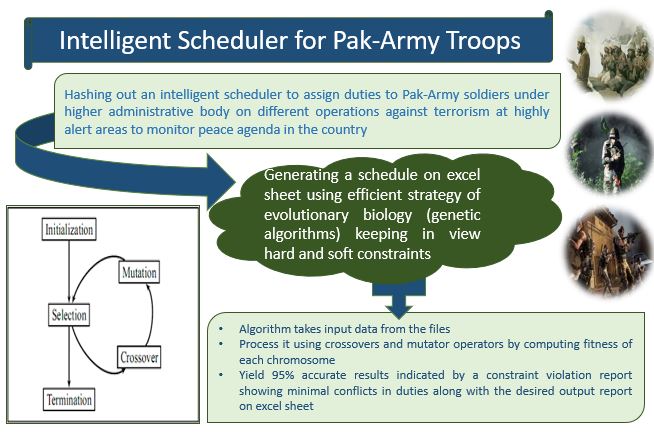 Intelligent Scheduler for Pak-Army Troops
Hashing out an intelligent scheduler to assign duties to Pak-Army soldiers under
higher administrative body on different operations against terrorism at highly
alert areas to monitor peace agenda in the country
Generating a schedule on excel
sheet using efficient strategy of
evolutionary biology (genetic
algorithms) keeping in view
hard and soft constraints
Initialization
Mutation
Selection
Crossover
Termination
• Algorithm takes input data from the files
• Process it using crossovers and mutator operators by computing fitness of
each chromosome
• Yield 95% accurate results indicated by a constraint violation report
showing minimal conflicts in duties along with the desired output report
on excel sheet